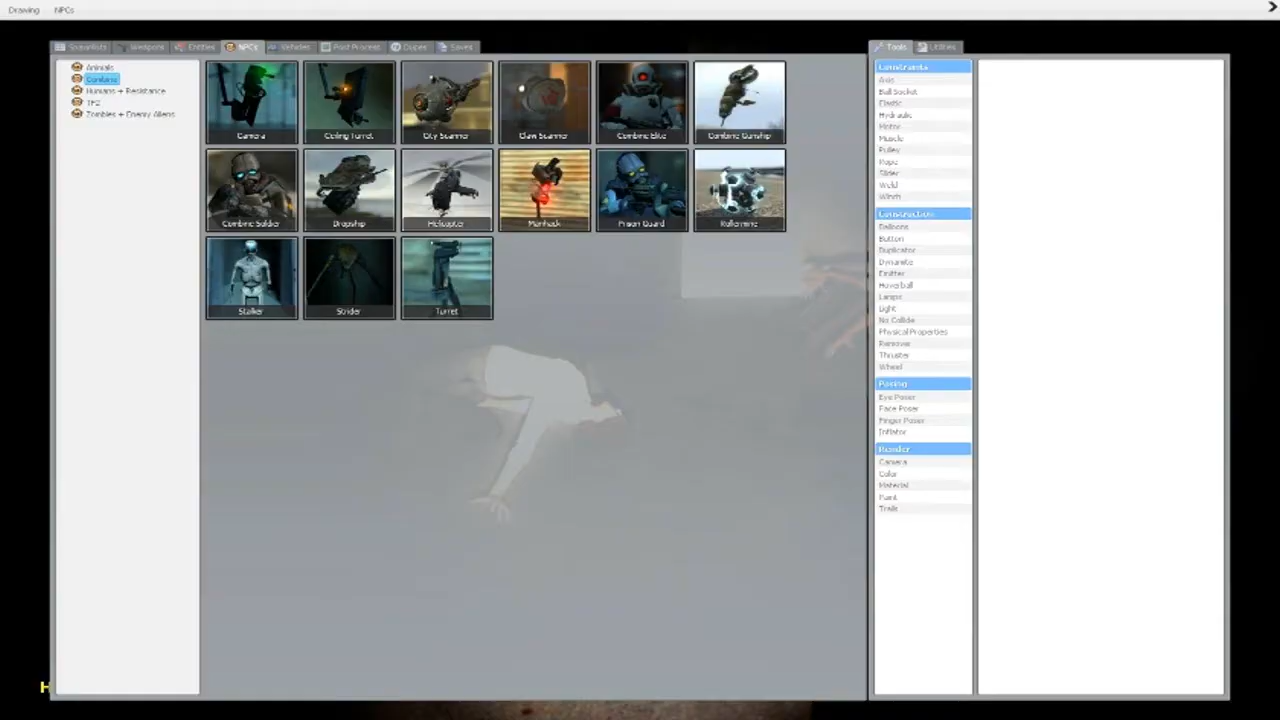 Drawing NPCs
Spawnlists Weapons Entities NPCs Vehicles Post Process Dupes Saves
Tools Utilities
Animals
Combine
Humans + Resistance
TF2
Zombies + Enemy Aliens
Camera Ceiling Turret City Scanner Claw Scanner Combine Elite Combine Gunship
Combine Soldier Dropship Helicopter Manhack Prison Guard Rollermine
Stalker Strider Turret
Constraints
Axis
Ball Socket
Elastic
Hydraulic
Motor
Muscle
Pulley
Rope
Slider
Weld
Winch
Construction
Balloons
Button
Duplicator
Dynamite
Emitter
Hoverball
Lamps
Light
No Collide
Physical Properties
Remover
Thruster
Wheel
Posing
Eye Poser
Face Poser
Finger Poser
Inflator
Render
Camera
Color
Material
Paint
Trails
H